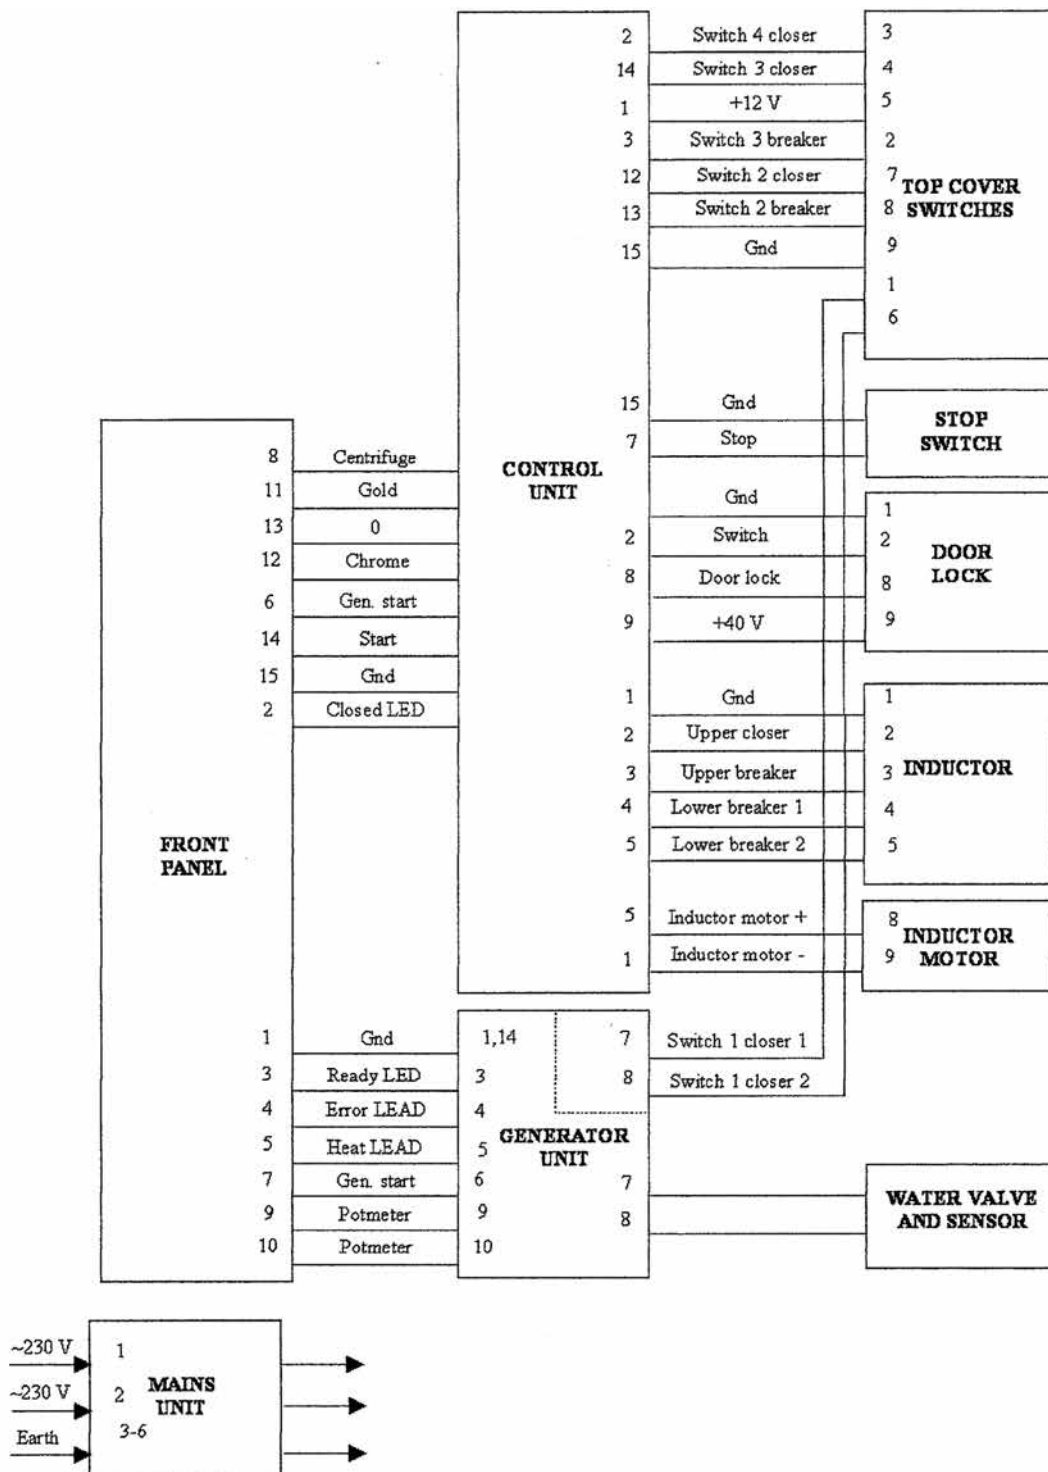 2 Switch 4 closer 3
14 Switch 3 closer 4
1 +12 V 5
3 Switch 3 breaker 2
12 Switch 2 closer 7
13 Switch 2 breaker 8
15 Gnd 9
1
6
TOP COVER
SWITCHES
15 Gnd
7 Stop
STOP
SWITCH
CONTROL
UNIT
8 Centrifuge
11 Gold
13 0
12 Chrome
6 Gen. start
14 Start
15 Gnd
2 Closed LED
Gnd 1
2 Switch 2
8 Door lock 8
9 +40 V 9
DOOR
LOCK
1 Gnd 1
2 Upper closer 2
3 Upper breaker 3
4 Lower breaker 1 4
5 Lower breaker 2 5
INDUCTOR
FRONT
PANEL
5 Inductor motor + 8
1 Inductor motor - 9
INDUCTOR
MOTOR
1 Gnd 1,14
3 Ready LED 3
4 Error LEAD 4
5 Heat LEAD 5
7 Gen. start 6
9 Potmeter 9
10 Potmeter 10
7 Switch 1 closer 1
8 Switch 1 closer 2
GENERATOR
UNIT
7
8
WATER VALVE
AND SENSOR
~230 V 1
~230 V 2
Earth 3-6
MAINS
UNIT